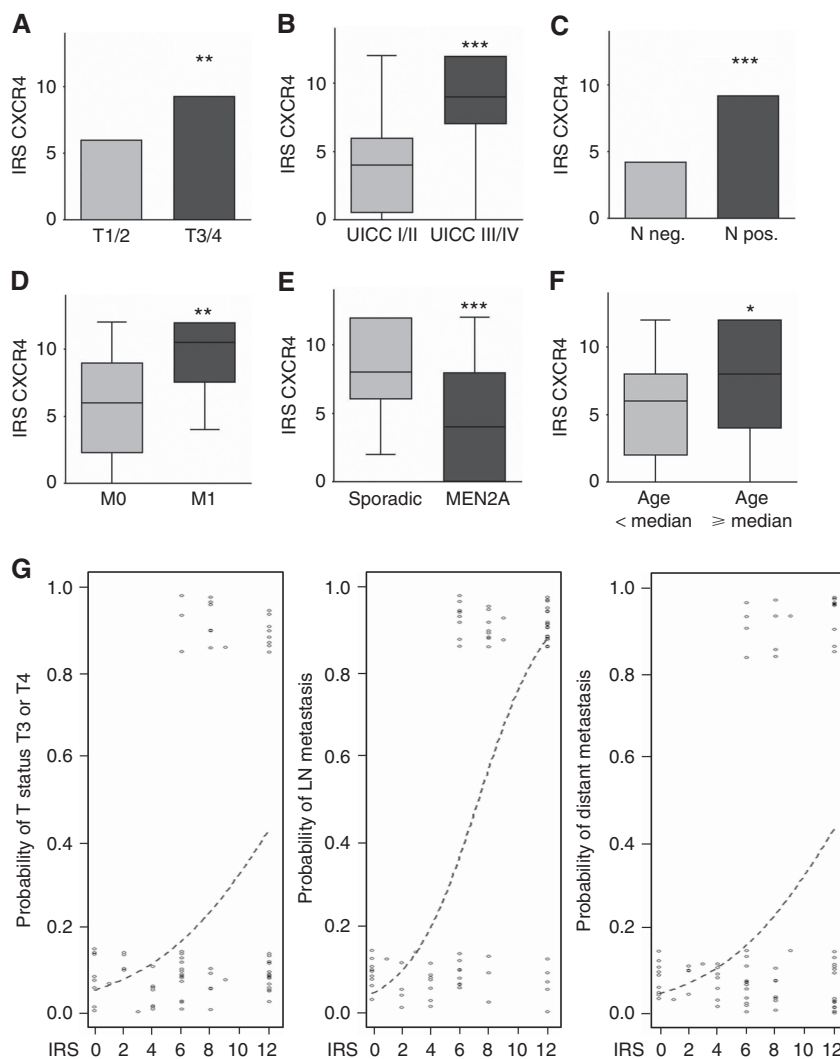 A
B
C
IRS CXCR4
10
5
0
**
T1/2
T3/4
IRS CXCR4
10
5
0
***
UICC I/II
UICC III/IV
IRS CXCR4
10
5
0
***
N neg.
N pos.
D
E
F
IRS CXCR4
10
5
0
**
M0
M1
IRS CXCR4
10
5
0
***
Sporadic
MEN2A
IRS CXCR4
10
5
0
*
Age
< median
Age
⩾ median
G
Probability of T status T3 or T4
1.0
0.8
0.6
0.4
0.2
0.0
IRS 0 2 4 6 8 10 12
Probability of LN metastasis
1.0
0.8
0.6
0.4
0.2
0.0
0 2 4 6 8 10 12
Probability of distant metastasis
1.0
0.8
0.6
0.4
0.2
0.0
IRS 0 2 4 6 8 10 12